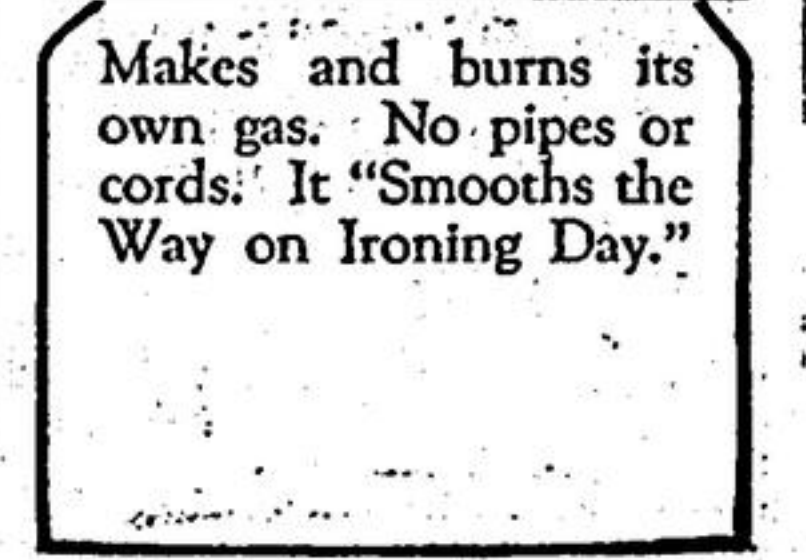 Makes and burns its
own gas. No pipes or
cords. It “Smooths the
Way on Ironing Day.”